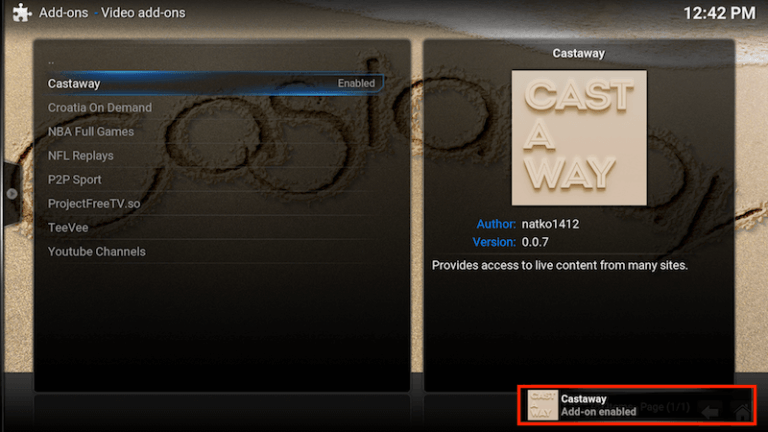 Add-ons · Video add-ons
12:42 PM
..
Castaway Enabled
Croatia On Demand
NBA Full Games
NFL Replays
P2P Sport
ProjectFreeTV.so
TeeVee
Youtube Channels
Castaway
CAST
A
WAY
Author: natko1412
Version: 0.0.7
Provides access to live content from many sites.
CAST
A
WAY
Castaway
Add-on enabled
Page (1/1)